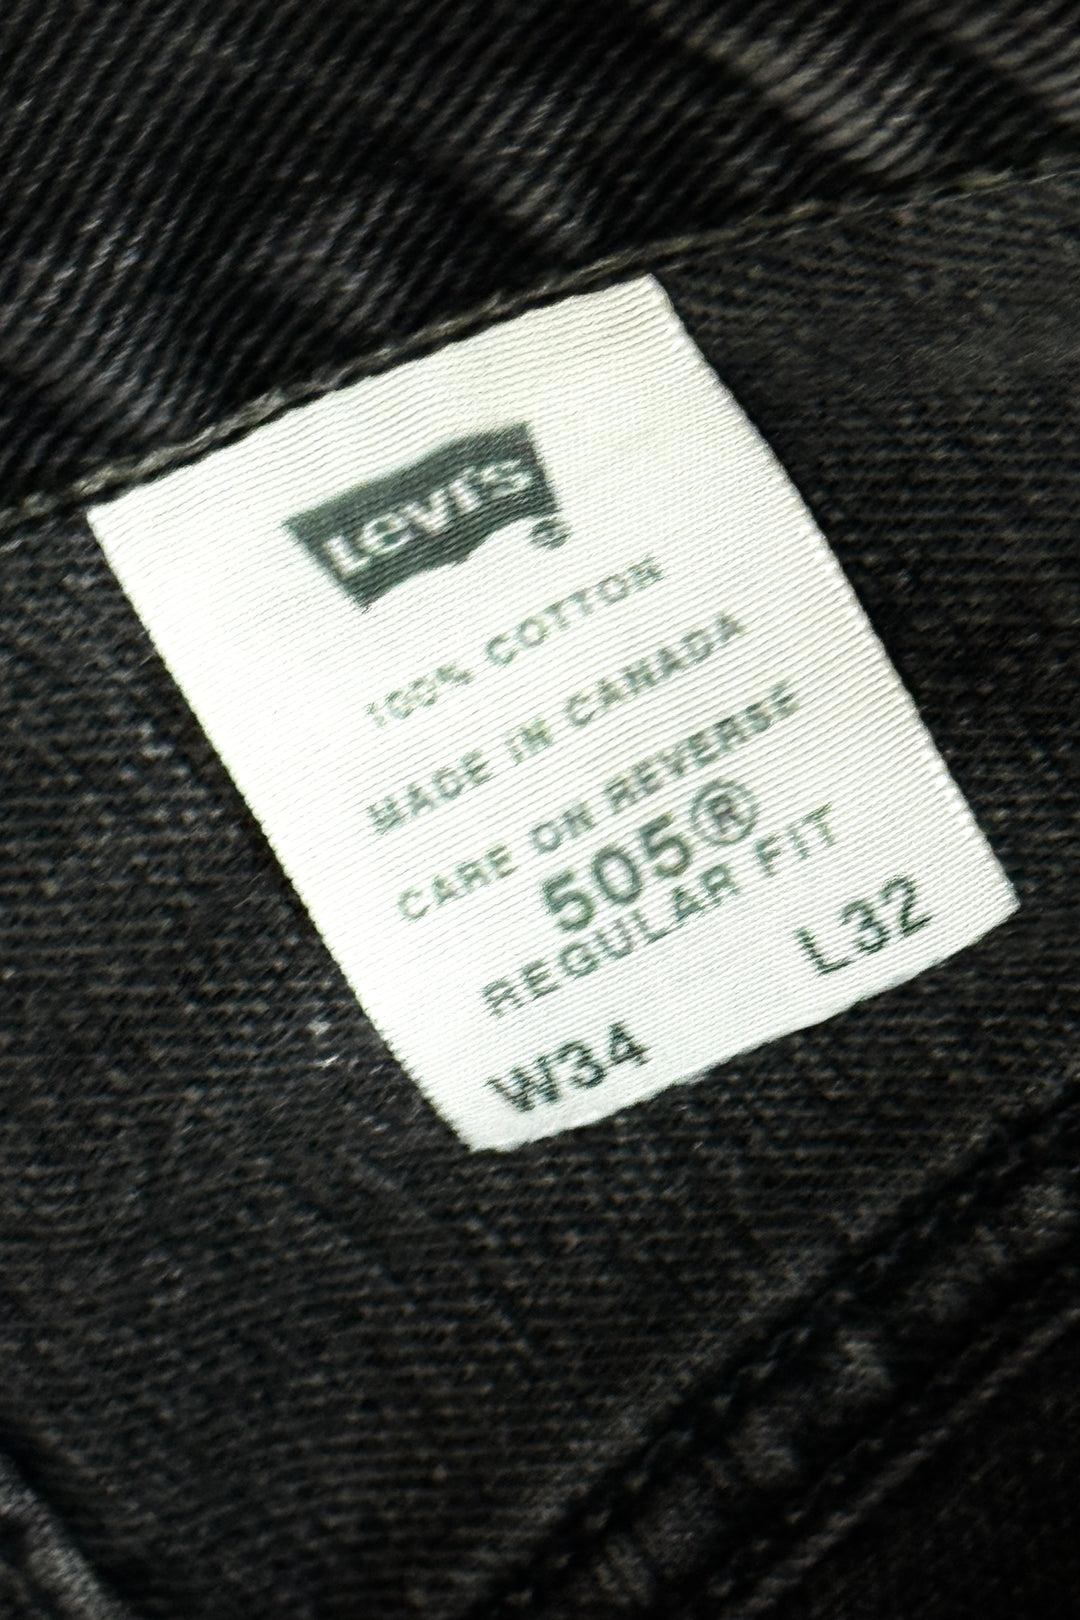 Levi's ®
100% COTTON
MADE IN CANADA
CARE ON REVERSE
505®
REGULAR FIT
W34 L32